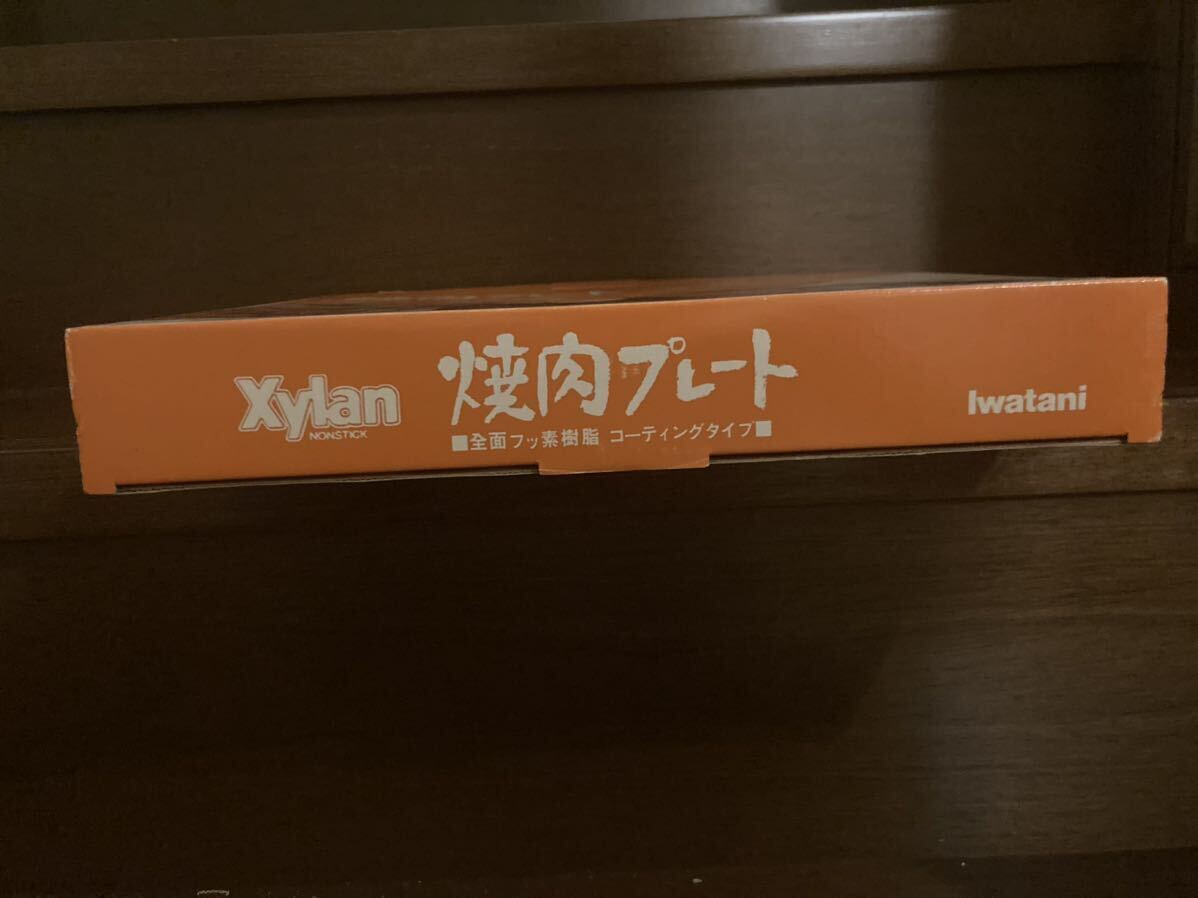 Xylan
NONSTICK
焼肉プレート
■全面フッ素樹脂 コーティングタイプ■
Iwatani